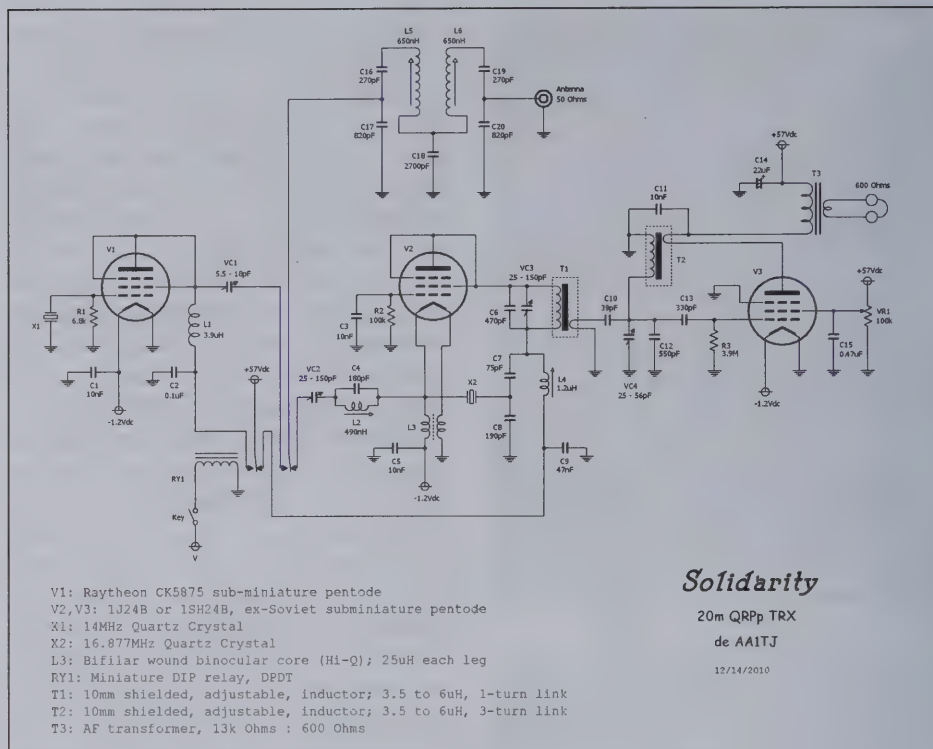 L5
650nH
L6
650nH
C16
270pF
C19
270pF
Antenna
50 Ohms
C17
820pF
C20
820pF
C18
2700pF
+57Vdc
C14
22uF
T3
600 Ohms
C11
10nF
T2
V1
VC1
5.5 - 18pF
V2
VC3
25 - 150pF
T1
V3
+57Vdc
X1
R1
6.8k
L1
3.9uH
C3
10nF
R2
100k
C6
470pF
C10
39pF
C13
330pF
VR1
100k
C12
550pF
R3
3.9M
C15
0.47uF
VC4
25 - 56pF
C1
10nF
C2
0.1uF
+57Vdc
VC2
25 - 150pF
C4
180pF
L2
490nH
X2
C7
75pF
L4
1.2uH
C8
190pF
L3
C5
10nF
C9
47nF
-1.2Vdc
-1.2Vdc
-1.2Vdc
RY1
Key
V
Solidarity
20m QRPp TRX
de AA1TJ
12/14/2010
V1: Raytheon CK5875 sub-miniature pentode
V2,V3: 1J24B or 1SH24B, ex-Soviet subminiature pentode
X1: 14MHz Quartz Crystal
X2: 16.877MHz Quartz Crystal
L3: Bifilar wound binocular core (Hi-Q); 25uH each leg
RY1: Miniature DIP relay, DPDT
T1: 10mm shielded, adjustable, inductor; 3.5 to 6uH, 1-turn link
T2: 10mm shielded, adjustable, inductor; 3.5 to 6uH, 3-turn link
T3: AF transformer, 13k Ohms : 600 Ohms